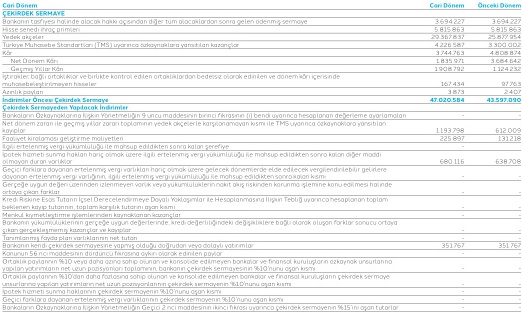 Cari Dönem Cari Dönem Önceki Dönem
ÇEKİRDEK SERMAYE
Bankanın tasfiyesi halinde alacak hakkı açısından diğer tüm alacaklardan sonra gelen ödenmiş sermaye 3.694.227 3.694.227
Hisse senedi ihraç primleri 5.815.863 5.815.863
Yedek akçeler 29.367.837 25.877.954
Türkiye Muhasebe Standartları (TMS) uyarınca özkaynaklara yansıtılan kazançlar 4.226.587 3.300.002
Kâr 3.744.763 4.808.874
Net Dönem Kârı 1.835.971 3.684.642
Geçmiş Yıllar Kârı 1.908.792 1.124.232
İştirakler, bağlı ortaklıklar ve birlikte kontrol edilen ortaklıklardan bedelsiz olarak edinilen ve dönem kârı içerisinde
muhasebeleştirilmeyen hisseler 167.434 97.763
Azınlık payları 3.873 2.407
İndirimler Öncesi Çekirdek Sermaye 47.020.584 43.597.090
Çekirdek Sermayeden Yapılacak İndirimler
Bankaların Özkaynaklarına İlişkin Yönetmeliğin 9 uncu maddesinin birinci fıkrasının (i) bendi uyarınca hesaplanan değerleme ayarlamaları - -
Net dönem zararı ile geçmiş yıllar zararı toplamının yedek akçelerle karşılanamayan kısmı ile TMS uyarınca özkaynaklara yansıtılan
kayıplar 1.193.798 612.009
Faaliyet kiralaması geliştirme maliyetleri 225.897 131.218
İlgili ertelenmiş vergi yükümlülüğü ile mahsup edildikten sonra kalan şerefiye - -
İpotek hizmeti sunma hakları hariç olmak üzere ilgili ertelenmiş vergi yükümlülüğü ile mahsup edildikten sonra kalan diğer maddi
olmayan duran varlıklar 680.116 638.708
Geçici farklara dayanan ertelenmiş vergi varlıkları hariç olmak üzere gelecek dönemlerde elde edilecek vergilendirilebilir gelirlere
dayanan ertelenmiş vergi varlığının, ilgili ertelenmiş vergi yükümlülüğü ile mahsup edildikten sonra kalan kısmı - -
Gerçeğe uygun değeri üzerinden izlenmeyen varlık veya yükümlülüklerin nakit akış riskinden korunma işlemine konu edilmesi halinde
ortaya çıkan farklar - -
Kredi Riskine Esas Tutarın İçsel Derecelendirmeye Dayalı Yaklaşımlar ile Hesaplanmasına İlişkin Tebliğ uyarınca hesaplanan toplam
beklenen kayıp tutarının, toplam karşılık tutarını aşan kısmı - -
Menkul kıymetleştirme işlemlerinden kaynaklanan kazançlar - -
Bankanın yükümlülüklerinin gerçeğe uygun değerlerinde, kredi değerliliğindeki değişikliklere bağlı olarak oluşan farklar sonucu ortaya
çıkan gerçekleşmemiş kazançlar ve kayıplar - -
Tanımlanmış fayda plan varlıklarının net tutarı - -
Bankanın kendi çekirdek sermayesine yapmış olduğu doğrudan veya dolaylı yatırımlar 351.767 351.767
Kanunun 56 ncı maddesinin dördüncü fıkrasına aykırı olarak edinilen paylar - -
Ortaklık paylarının %10 veya daha azına sahip olunan ve konsolide edilmeyen bankalar ve finansal kuruluşların özkaynak unsurlarına
yapılan yatırımların net uzun pozisyonları toplamının, bankanın çekirdek sermayesinin %10'nunu aşan kısmı - -
Ortaklık paylarının %10'dan daha fazlasına sahip olunan ve konsolide edilmeyen bankalar ve finansal kuruluşların çekirdek sermaye
unsurlarına yapılan yatırımların net uzun pozisyonlarının çekirdek sermayenin %10'nunu aşan kısmı - -
İpotek hizmeti sunma haklarının çekirdek sermayenin %10'nunu aşan kısmı - -
Geçici farklara dayanan ertelenmiş vergi varlıklarının çekirdek sermayenin %10'nunu aşan kısmı - -
Bankaların Özkaynaklarına İlişkin Yönetmeliğin Geçici 2 nci maddesinin ikinci fıkrası uyarınca çekirdek sermayenin %15'ini aşan tutarlar - -